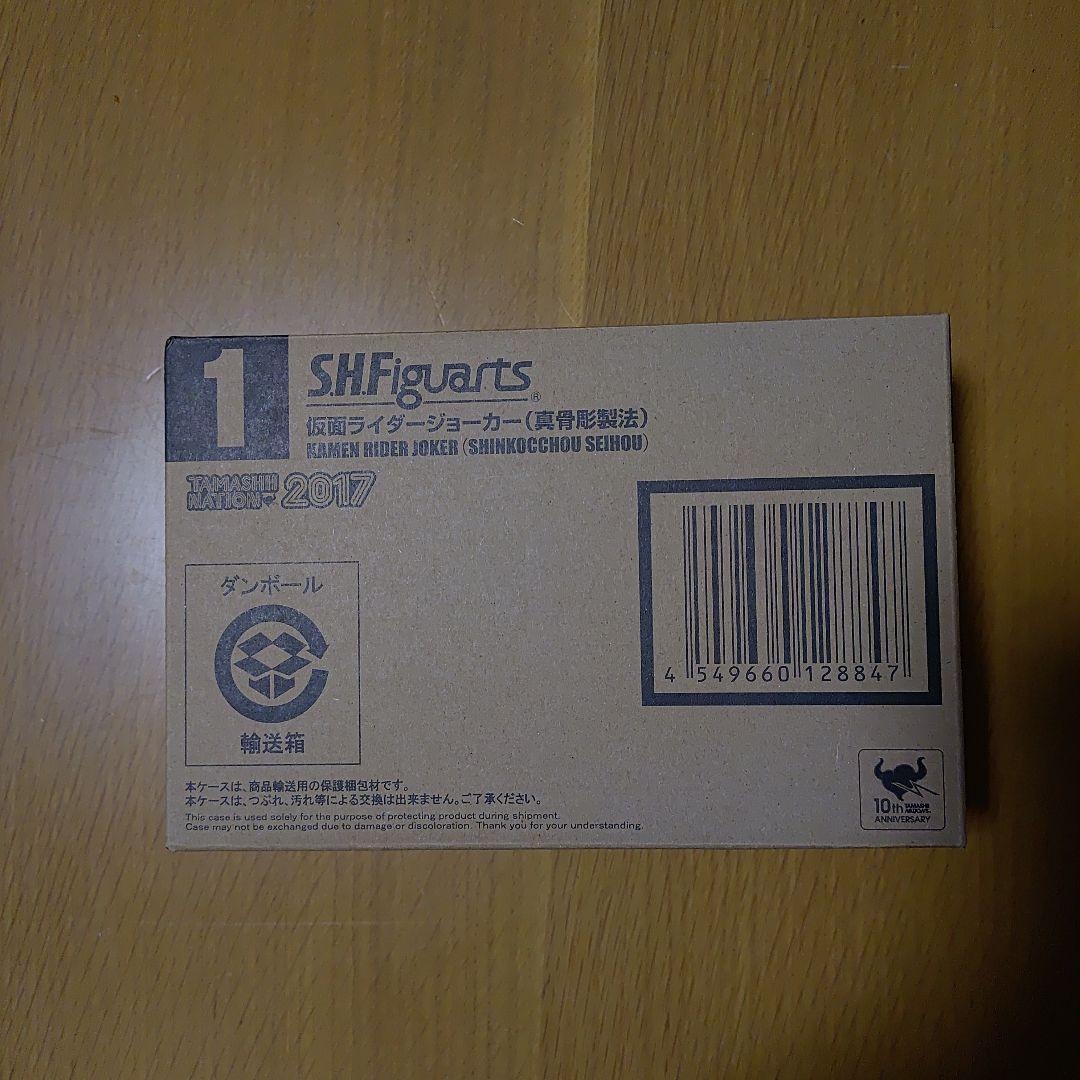 1
S.H.Figuarts®
仮面ライダージョーカー(真骨彫製法)
KAMEN RIDER JOKER (SHINKOCCHOU SEIHOU)
TAMASHII NATION 2017
ダンボール
輸送箱
4 549660 128847
本ケースは、商品輸送用の保護梱包材です。
本ケースは、つぶれ、汚れ等による交換は出来ません。ご了承ください。
This case is used solely for the purpose of protecting product during shipment.
Case may not be exchanged due to damage or discoloration. Thank you for your understanding.
10th TAMASHII NATIONS
ANNIVERSARY